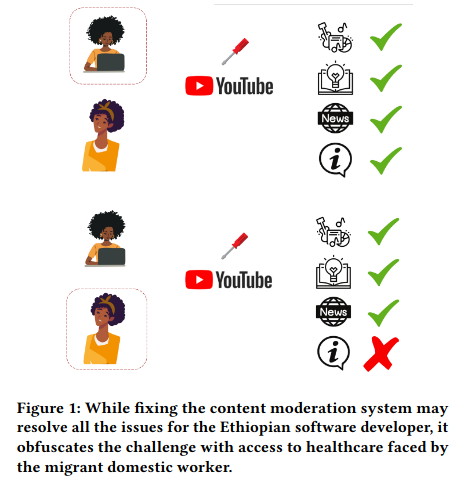 YouTube
News
i
YouTube
News
i
Figure 1: While fixing the content moderation system may
resolve all the issues for the Ethiopian software developer, it
obfuscates the challenge with access to healthcare faced by
the migrant domestic worker.